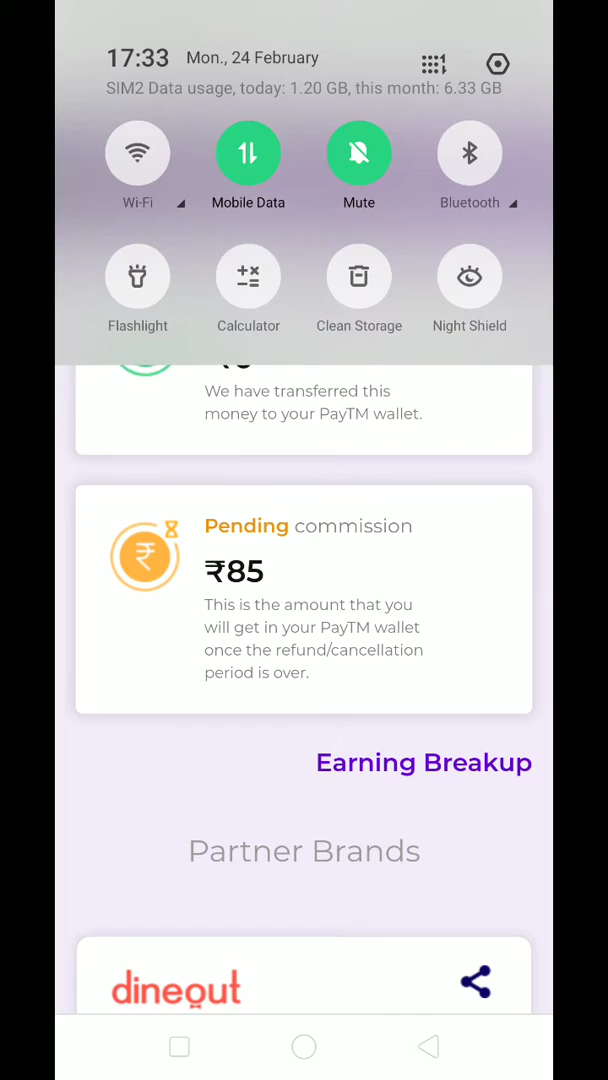 17:33 Mon., 24 February
SIM2 Data usage, today: 1.20 GB, this month: 6.33 GB
Wi-Fi Mobile Data Mute Bluetooth
Flashlight Calculator Clean Storage Night Shield
We have transferred this
money to your PayTM wallet.
Pending commission
₹85
This is the amount that you
will get in your PayTM wallet
once the refund/cancellation
period is over.
Earning Breakup
Partner Brands
dineout